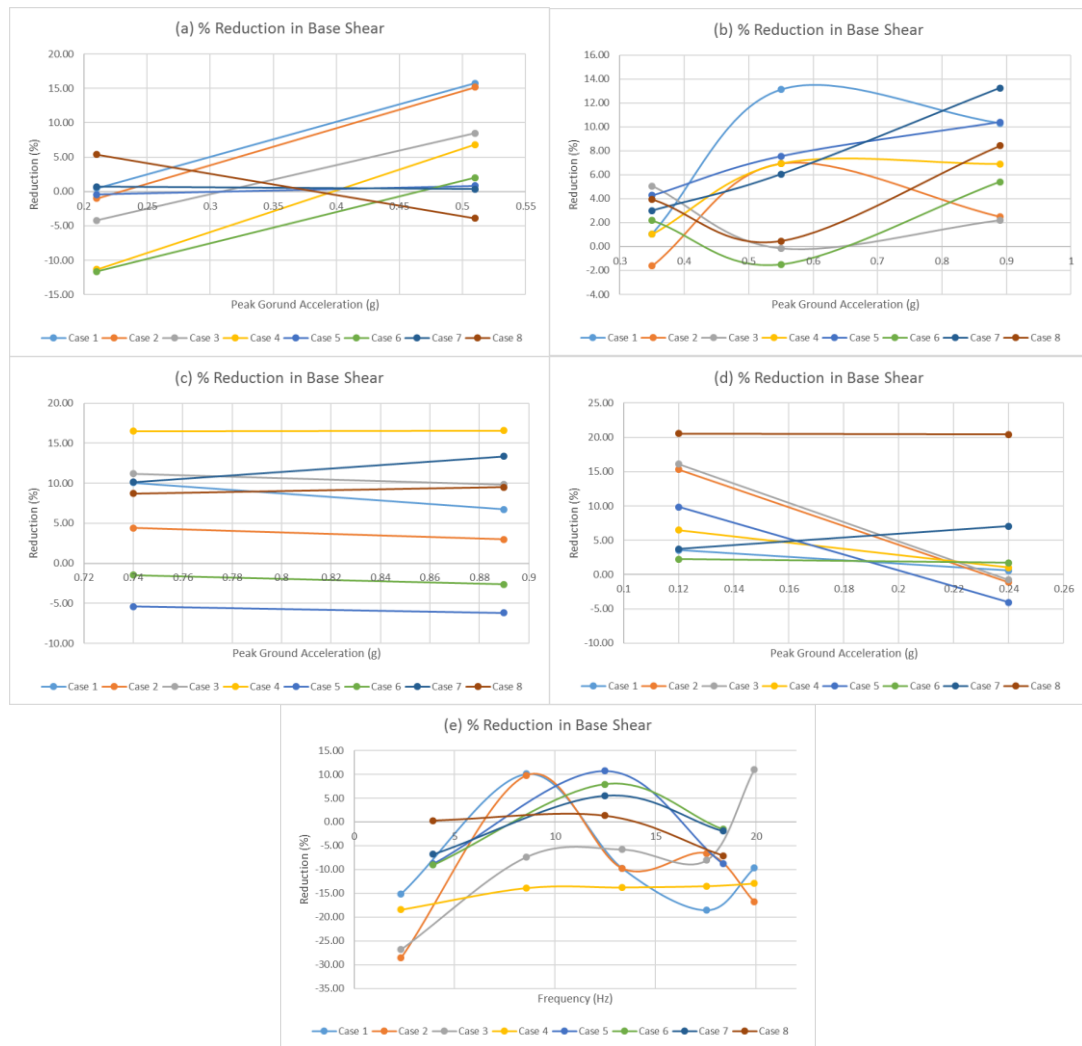 (a) % Reduction in Base Shear
20.00
15.00
10.00
5.00
0.00
-5.00
-10.00
-15.00
0.2 0.25 0.3 0.35 0.4 0.45 0.5 0.55
Reduction (%)
Peak Gorund Acceleration (g)
Case 1 Case 2 Case 3 Case 4 Case 5 Case 6 Case 7 Case 8
(b) % Reduction in Base Shear
16.00
14.00
12.00
10.00
8.00
6.00
4.00
2.00
0.00
-2.00
-4.00
0.3 0.4 0.5 0.6 0.7 0.8 0.9 1
Reduction (%)
Peak Ground Acceleration (g)
Case 1 Case 2 Case 3 Case 4 Case 5 Case 6 Case 7 Case 8
(c) % Reduction in Base Shear
20.00
15.00
10.00
5.00
0.00
-5.00
-10.00
0.72 0.74 0.76 0.78 0.8 0.82 0.84 0.86 0.88 0.9
Reduction (%)
Peak Ground Acceleration (g)
Case 1 Case 2 Case 3 Case 4 Case 5 Case 6 Case 7 Case 8
(d) % Reduction in Base Shear
25.00
20.00
15.00
10.00
5.00
0.00
-5.00
-10.00
0.1 0.12 0.14 0.16 0.18 0.2 0.22 0.24 0.26
Reduction (%)
Peak Ground Acceleration (g)
Case 1 Case 2 Case 3 Case 4 Case 5 Case 6 Case 7 Case 8
(e) % Reduction in Base Shear
15.00
10.00
5.00
0.00
-5.00
-10.00
-15.00
-20.00
-25.00
-30.00
-35.00
0 5 10 15 20
Reduction (%)
Frequency (Hz)
Case 1 Case 2 Case 3 Case 4 Case 5 Case 6 Case 7 Case 8